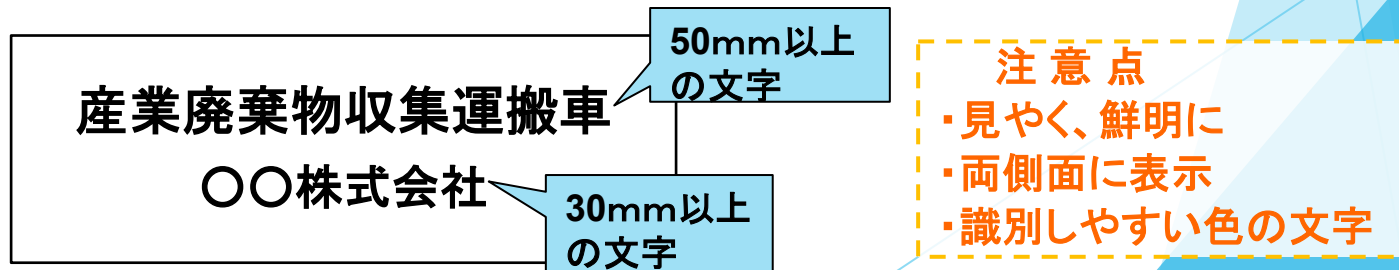 産業廃棄物収集運搬車
○○株式会社
50mm以上
の文字
30mm以上
の文字
注 意 点
・見やく、鮮明に
・両側面に表示
・識別しやすい色の文字